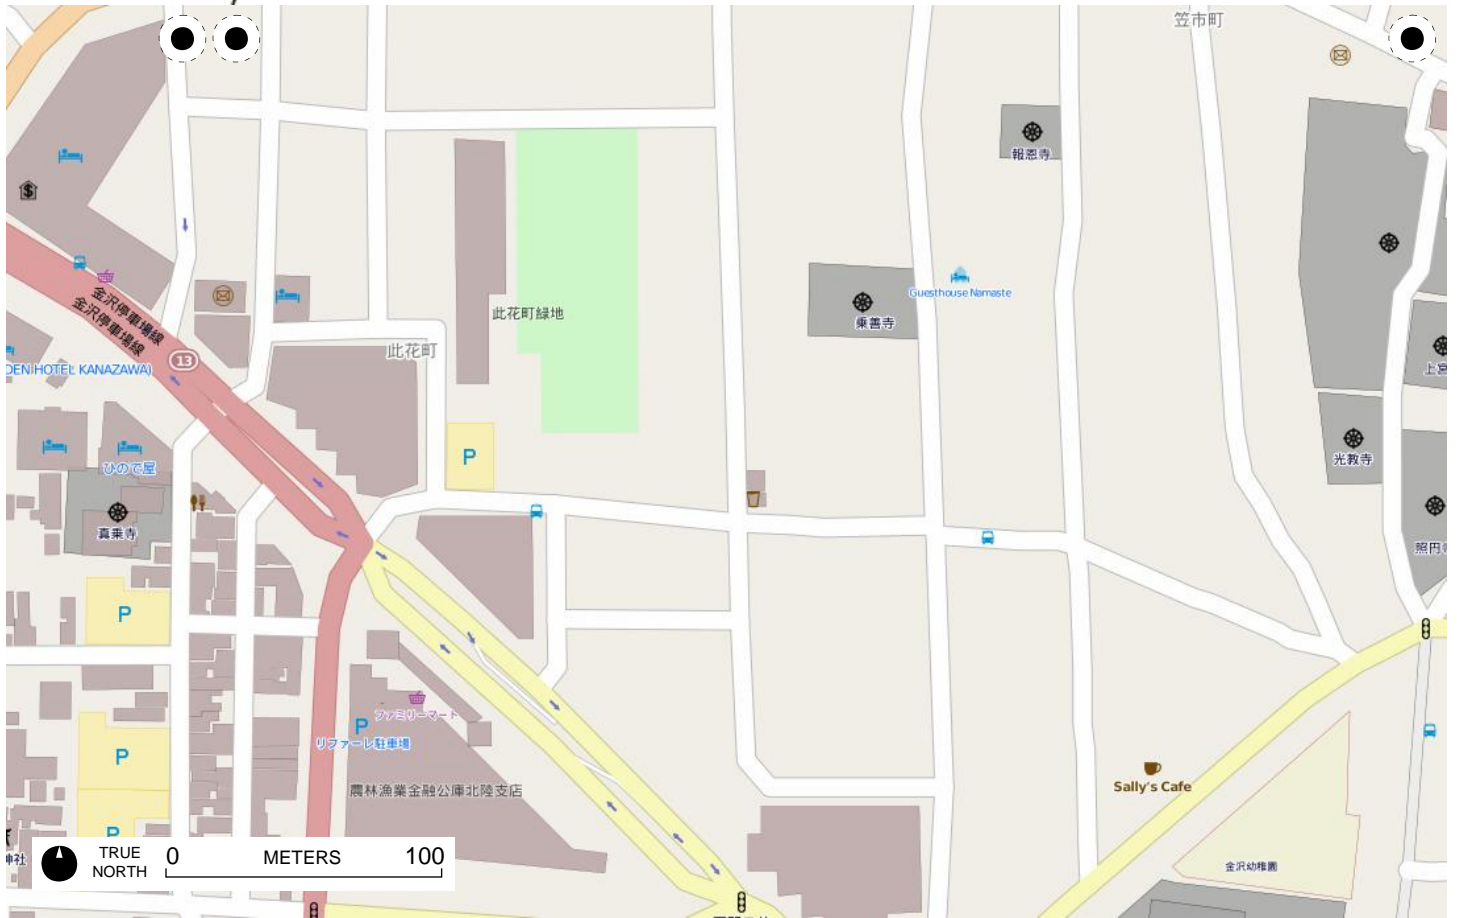 笠市町
報恩寺
Guesthouse Namaste
乗善寺
金沢停車場線
金沢停車場線
此花町緑地
此花町
13
DEN HOTEL KANAZAWA)
上宮
光教寺
P
ひので屋
真乗寺
照円寺
P
ファミリーマート
P
リファーレ駐車場
P
農林漁業金融公庫北陸支店
Sally's Cafe
P
神社
金沢幼稚園
TRUE NORTH
0 METERS 100